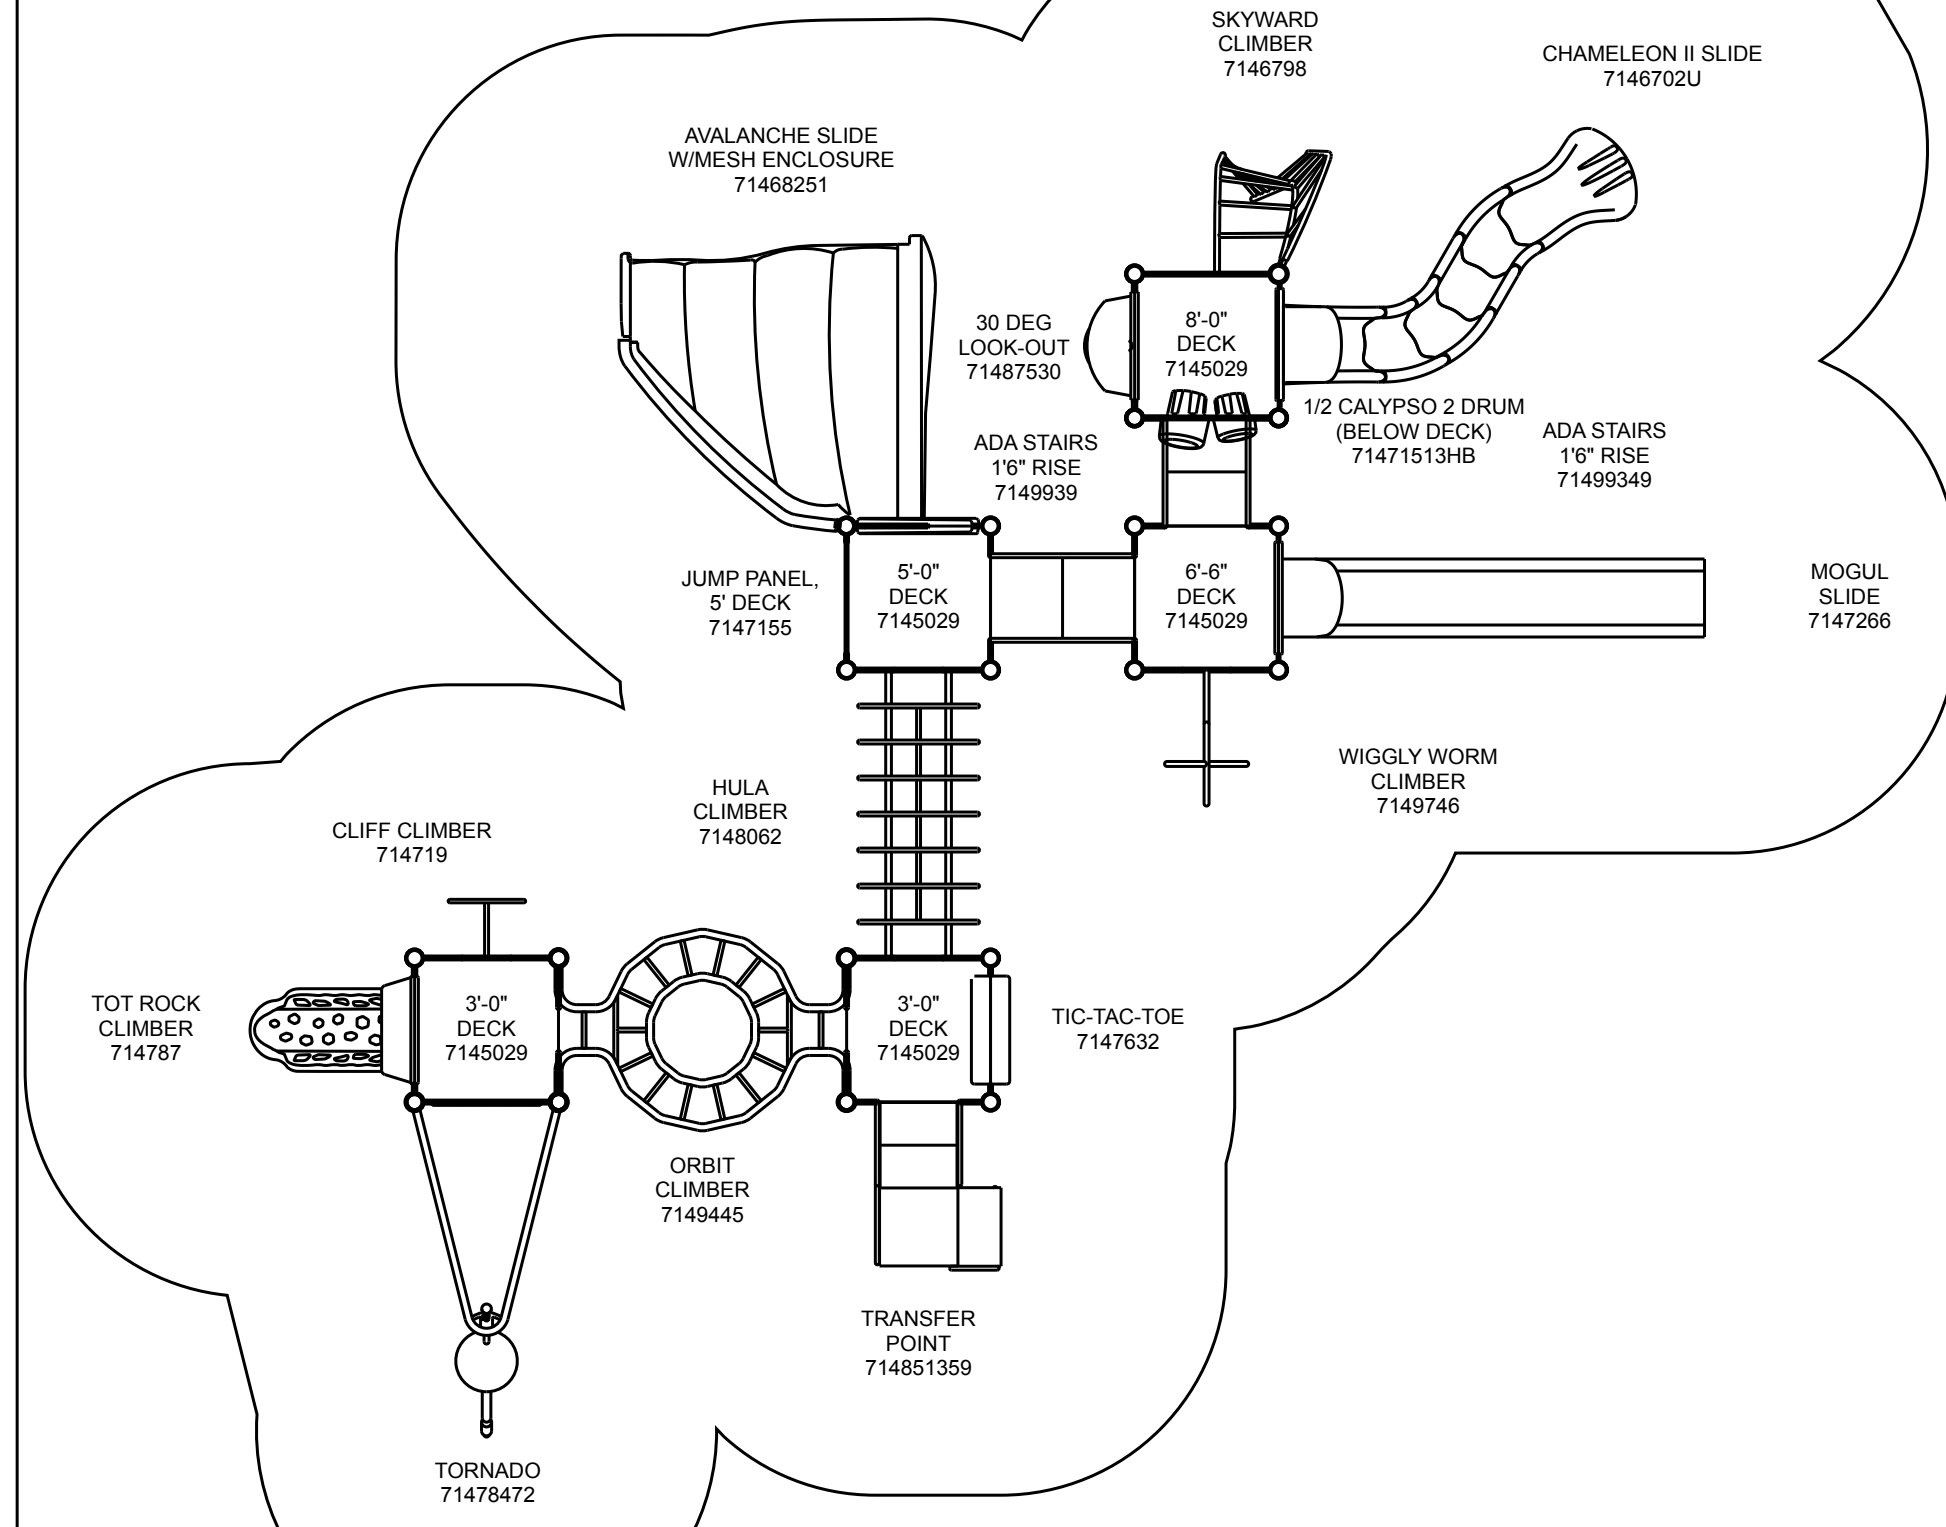 SKYWARD
CLIMBER
7146798
CHAMELEON II SLIDE
7146702U
AVALANCHE SLIDE
W/MESH ENCLOSURE
71468251
30 DEG
LOOK-OUT
71487530
8'-0"
DECK
7145029
1/2 CALYPSO 2 DRUM
(BELOW DECK)
71471513HB
ADA STAIRS
1'6" RISE
7149939
ADA STAIRS
1'6" RISE
71499349
JUMP PANEL,
5' DECK
7147155
5'-0"
DECK
7145029
6'-6"
DECK
7145029
MOGUL
SLIDE
7147266
HULA
CLIMBER
7148062
WIGGLY WORM
CLIMBER
7149746
CLIFF CLIMBER
714719
TOT ROCK
CLIMBER
714787
3'-0"
DECK
7145029
3'-0"
DECK
7145029
TIC-TAC-TOE
7147632
ORBIT
CLIMBER
7149445
TRANSFER
POINT
714851359
TORNADO
71478472